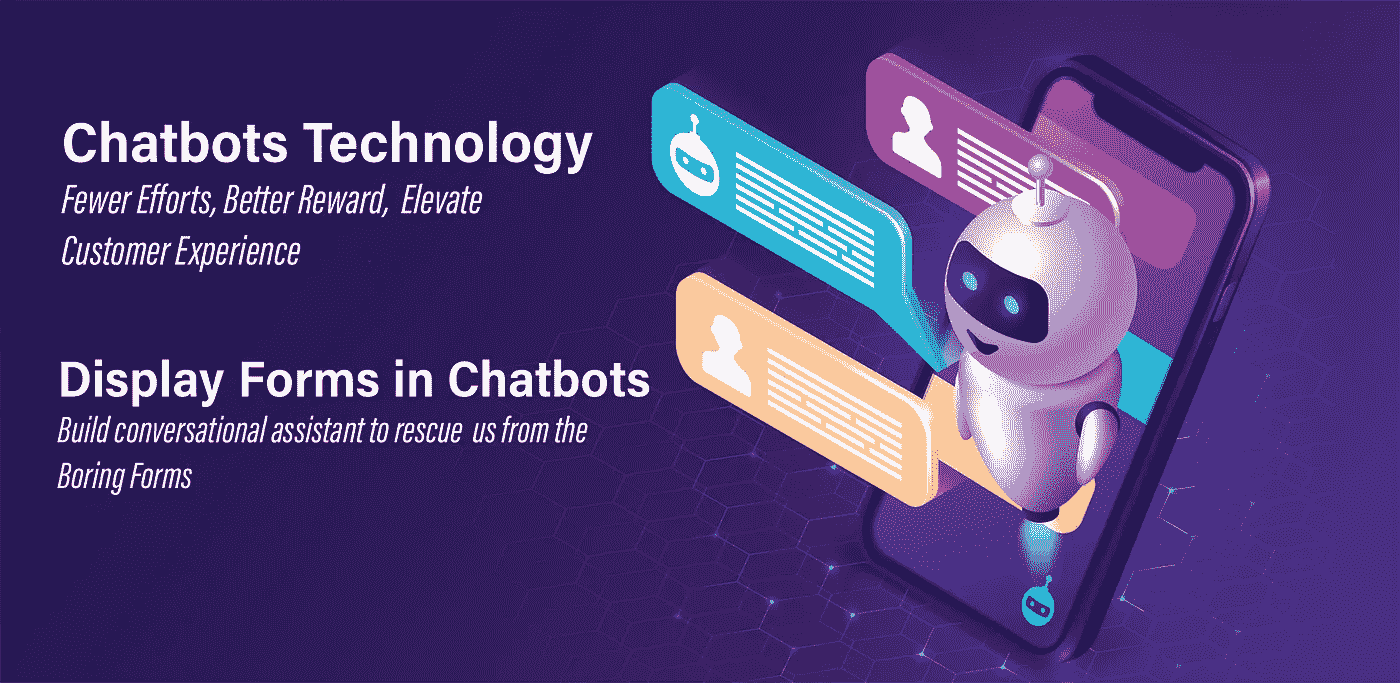 Chatbots Technology
Fewer Efforts, Better Reward, Elevate
Customer Experience
Display Forms in Chatbots
Build conversational assistant to rescue us from the
Boring Forms